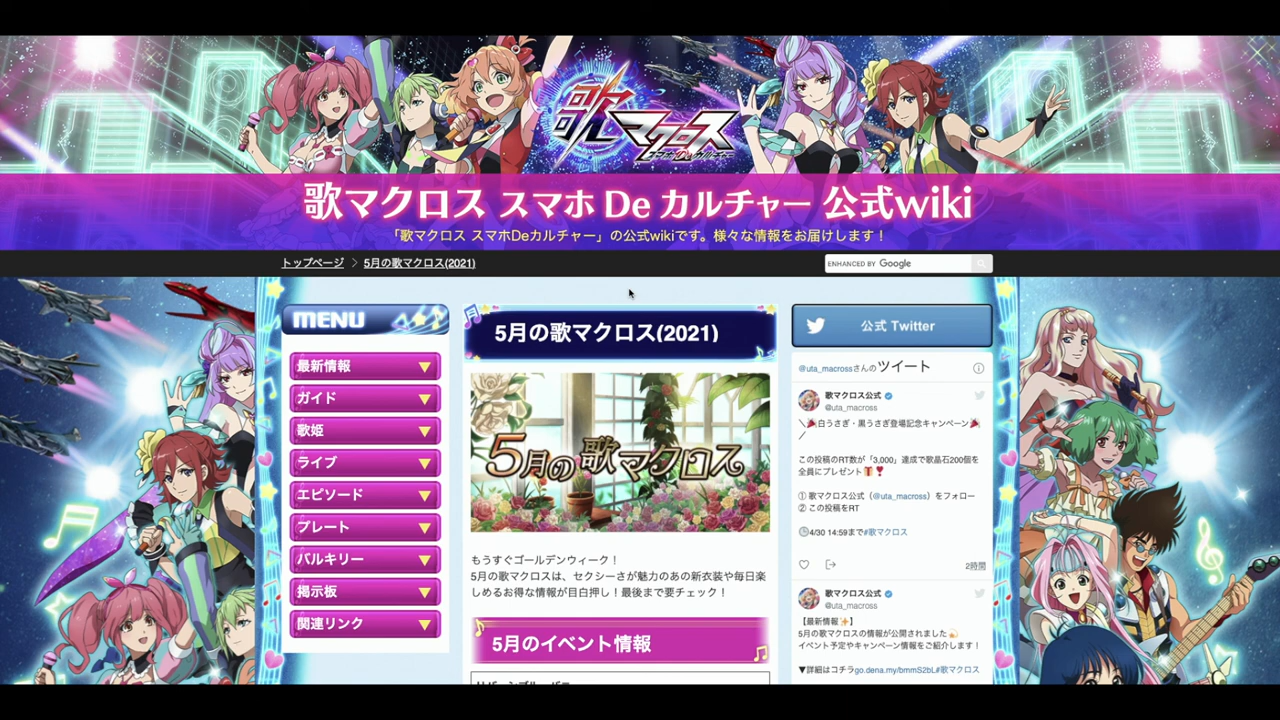 歌マクロス
スマホDeカルチャー
歌マクロス スマホ De カルチャー 公式wiki
「歌マクロス スマホDeカルチャー」の公式wikiです。様々な情報をお届けします！
トップページ > 5月の歌マクロス(2021)
ENHANCED BY Google
MENU
最新情報
ガイド
歌姫
ライブ
エピソード
プレート
バルキリー
掲示板
関連リンク
5月の歌マクロス(2021)
5月の歌マクロス
もうすぐゴールデンウィーク！
5月の歌マクロスは、セクシーさが魅力のあの新衣装や毎日楽
しめるお得な情報が目白押し！最後まで要チェック！
5月のイベント情報
公式 Twitter
@uta_macrossさんのツイート
歌マクロス公式
@uta_macross
＼🎉白うさぎ・黒うさぎ登場記念キャンペーン🎉
／
この投稿のRT数が「3,000」達成で歌晶石200個を
全員にプレゼント🎁❣
① 歌マクロス公式（@uta_macross）をフォロー
② この投稿をRT
🕒4/30 14:59まで#歌マクロス
2時間
歌マクロス公式
@uta_macross
【最新情報✨】
5月の歌マクロスの情報が公開されました💫
イベント予定やキャンペーン情報をご紹介します！
▼詳細はコチラgo.dena.my/bmmS2bL#歌マクロス